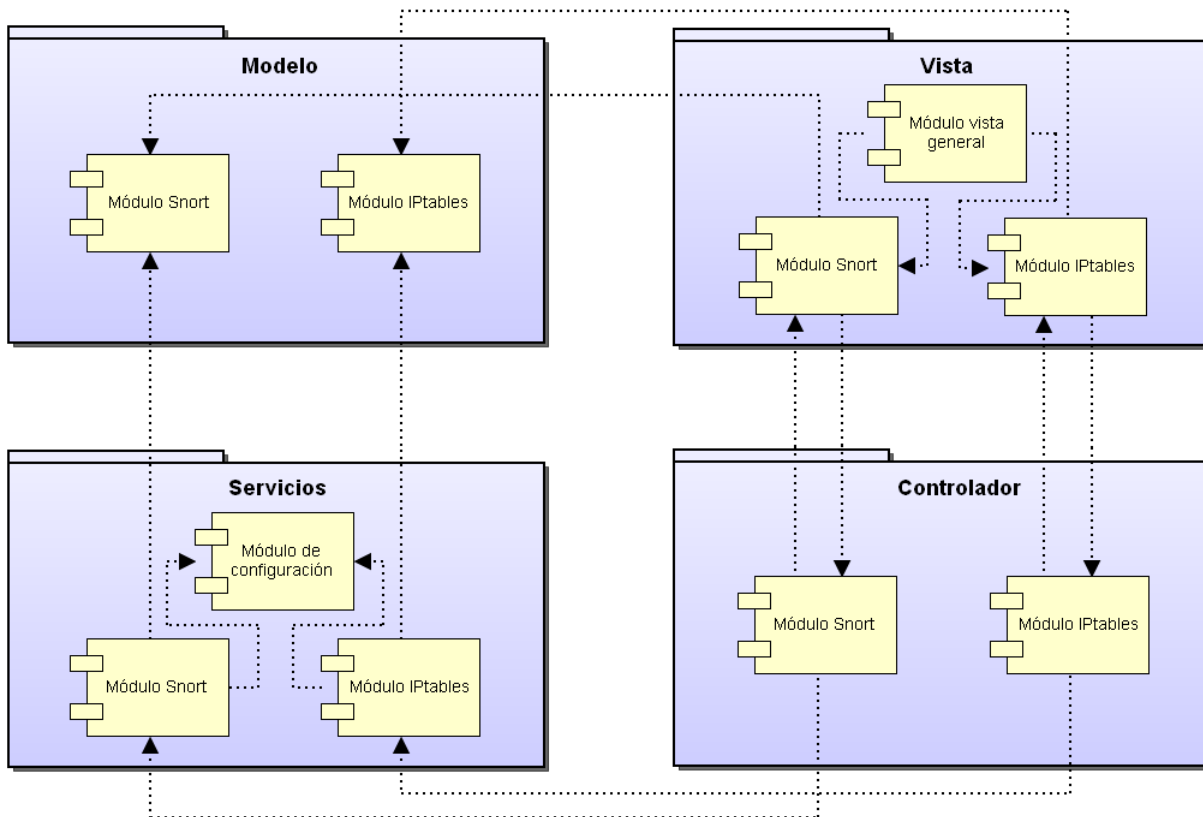 Modelo
Módulo Snort
Módulo IPtables
Vista
Módulo vista
general
Módulo Snort
Módulo IPtables
Servicios
Módulo de
configuración
Módulo Snort
Módulo IPtables
Controlador
Módulo Snort
Módulo IPtables